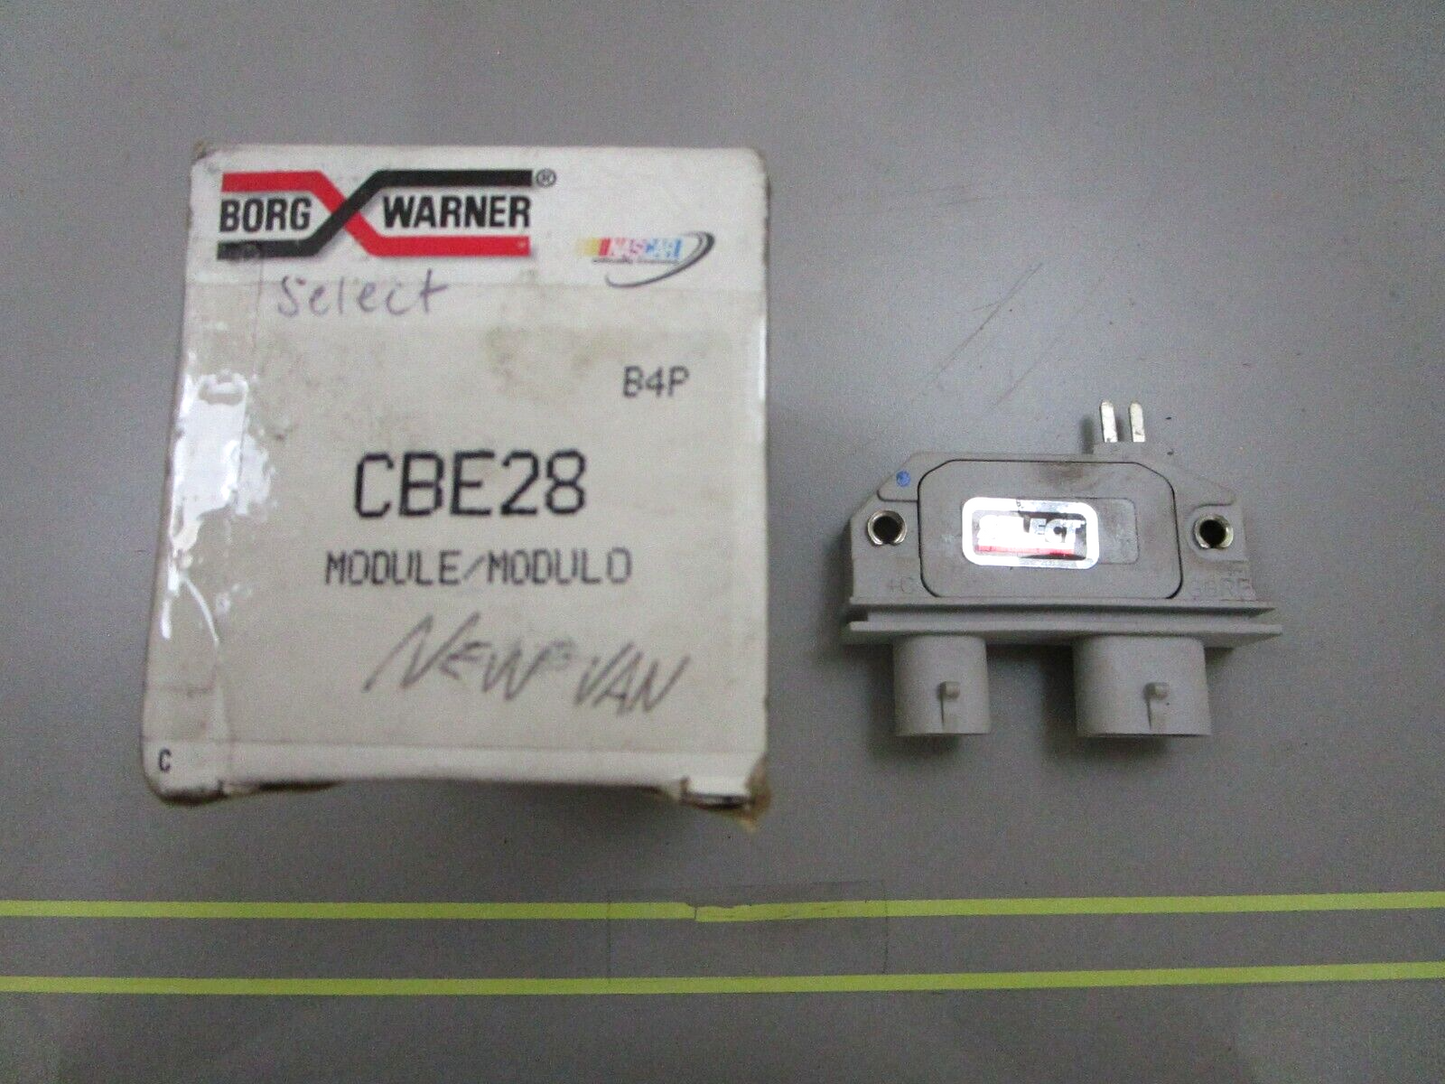 BORG WARNER®
NASCAR
Select
B4P
CBE28
MODULE/MODULO
NEW VAN
C
SELECT
+C